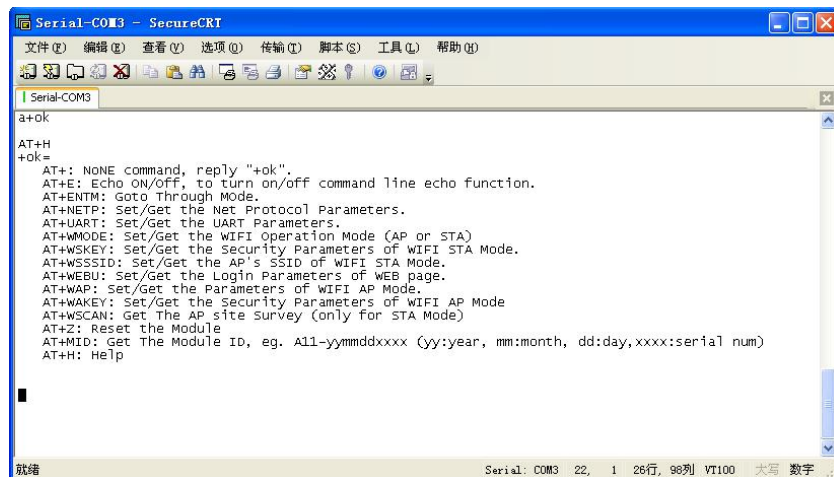 Serial-COM3 - SecureCRT
文件(F) 编辑(E) 查看(V) 选项(O) 传输(T) 脚本(S) 工具(L) 帮助(H)
Serial-COM3
a+ok
AT+H
+ok=
AT+: NONE command, reply "+ok".
AT+E: Echo ON/Off, to turn on/off command line echo function.
AT+ENTM: Goto Through MOde.
AT+NETP: Set/Get the Net Protocol Parameters.
AT+UART: Set/Get the UART Parameters.
AT+WMODE: Set/Get the WIFI Operation Mode (AP or STA)
AT+WSKEY: Set/Get the Security Parameters of WIFI STA Mode.
AT+WSSSID: Set/Get the AP's SSID of WIFI STA Mode.
AT+WEBU: Set/Get the Login Parameters of WEB page.
AT+WAP: Set/Get the Parameters of WIFI AP Mode.
AT+WAKEY: Set/Get the Security Parameters of WIFI AP Mode
AT+WSCAN: Get The AP site Survey (only for STA Mode)
AT+Z: Reset the Module
AT+MID: Get The Module ID, eg. A11-yymmddxxxx (yy:year, mm:month, dd:day,xxxx:serial num)
AT+H: Help
就绪 Serial: COM3 22, 1 26行, 98列 VT100 大写 数字